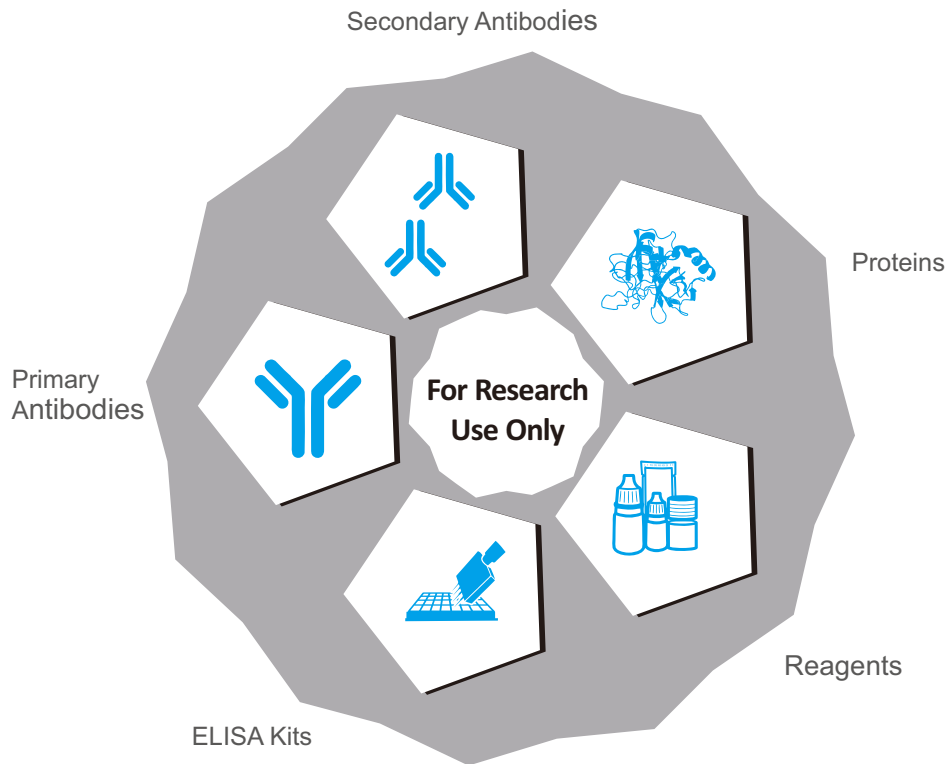 Secondary Antibodies
Proteins
Primary
Antibodies
For Research
Use Only
Reagents
ELISA Kits